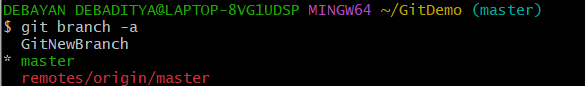 DEBAYAN DEBADITYA@LAPTOP-8VG1UDSP MINGW64 ~/GitDemo (master)
$ git branch -a
  GitNewBranch
* master
  remotes/origin/master